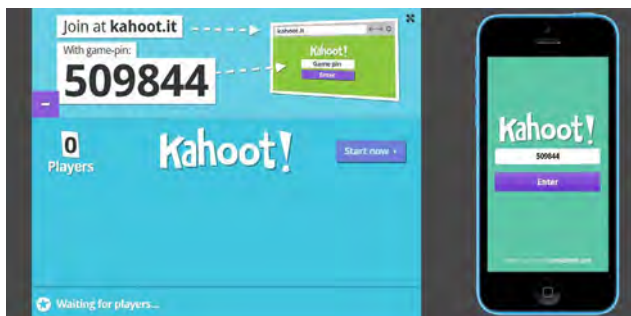 Join at kahoot.it
With game-pin:
509844
kahoot.it
Kahoot!
Game pin
Enter
0
Players
Kahoot!
Start now ›
Waiting for players...
Kahoot!
509844
Enter